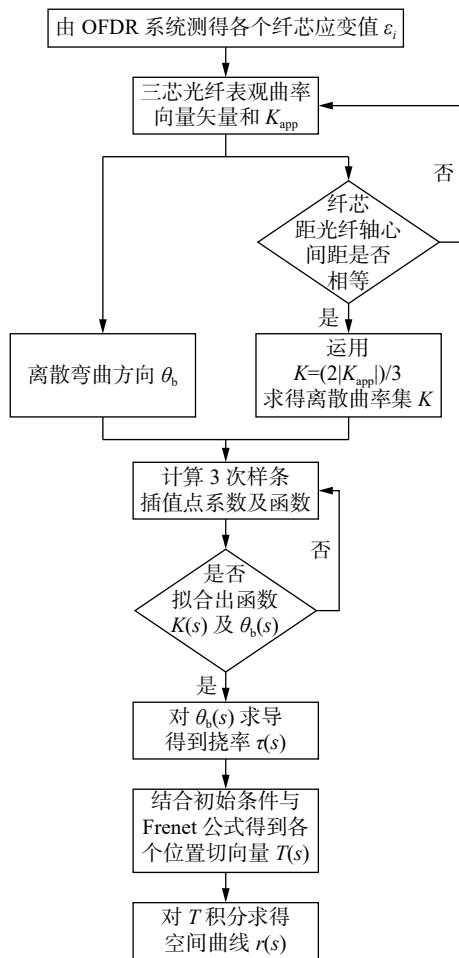 由 OFDR 系统测得各个纤芯应变值 εi
三芯光纤表观曲率
向量矢量和 Kapp
否
纤芯
距光纤轴心
间距是否
相等
是
离散弯曲方向 θb
运用
K=(2|Kapp|)/3
求得离散曲率集 K
计算 3 次样条
插值点系数及函数
否
是否
拟合出函数
K(s) 及 θb(s)
是
对 θb(s) 求导
得到挠率 τ(s)
结合初始条件与
Frenet 公式得到各
个位置切向量 T(s)
对 T 积分求得
空间曲线 r(s)